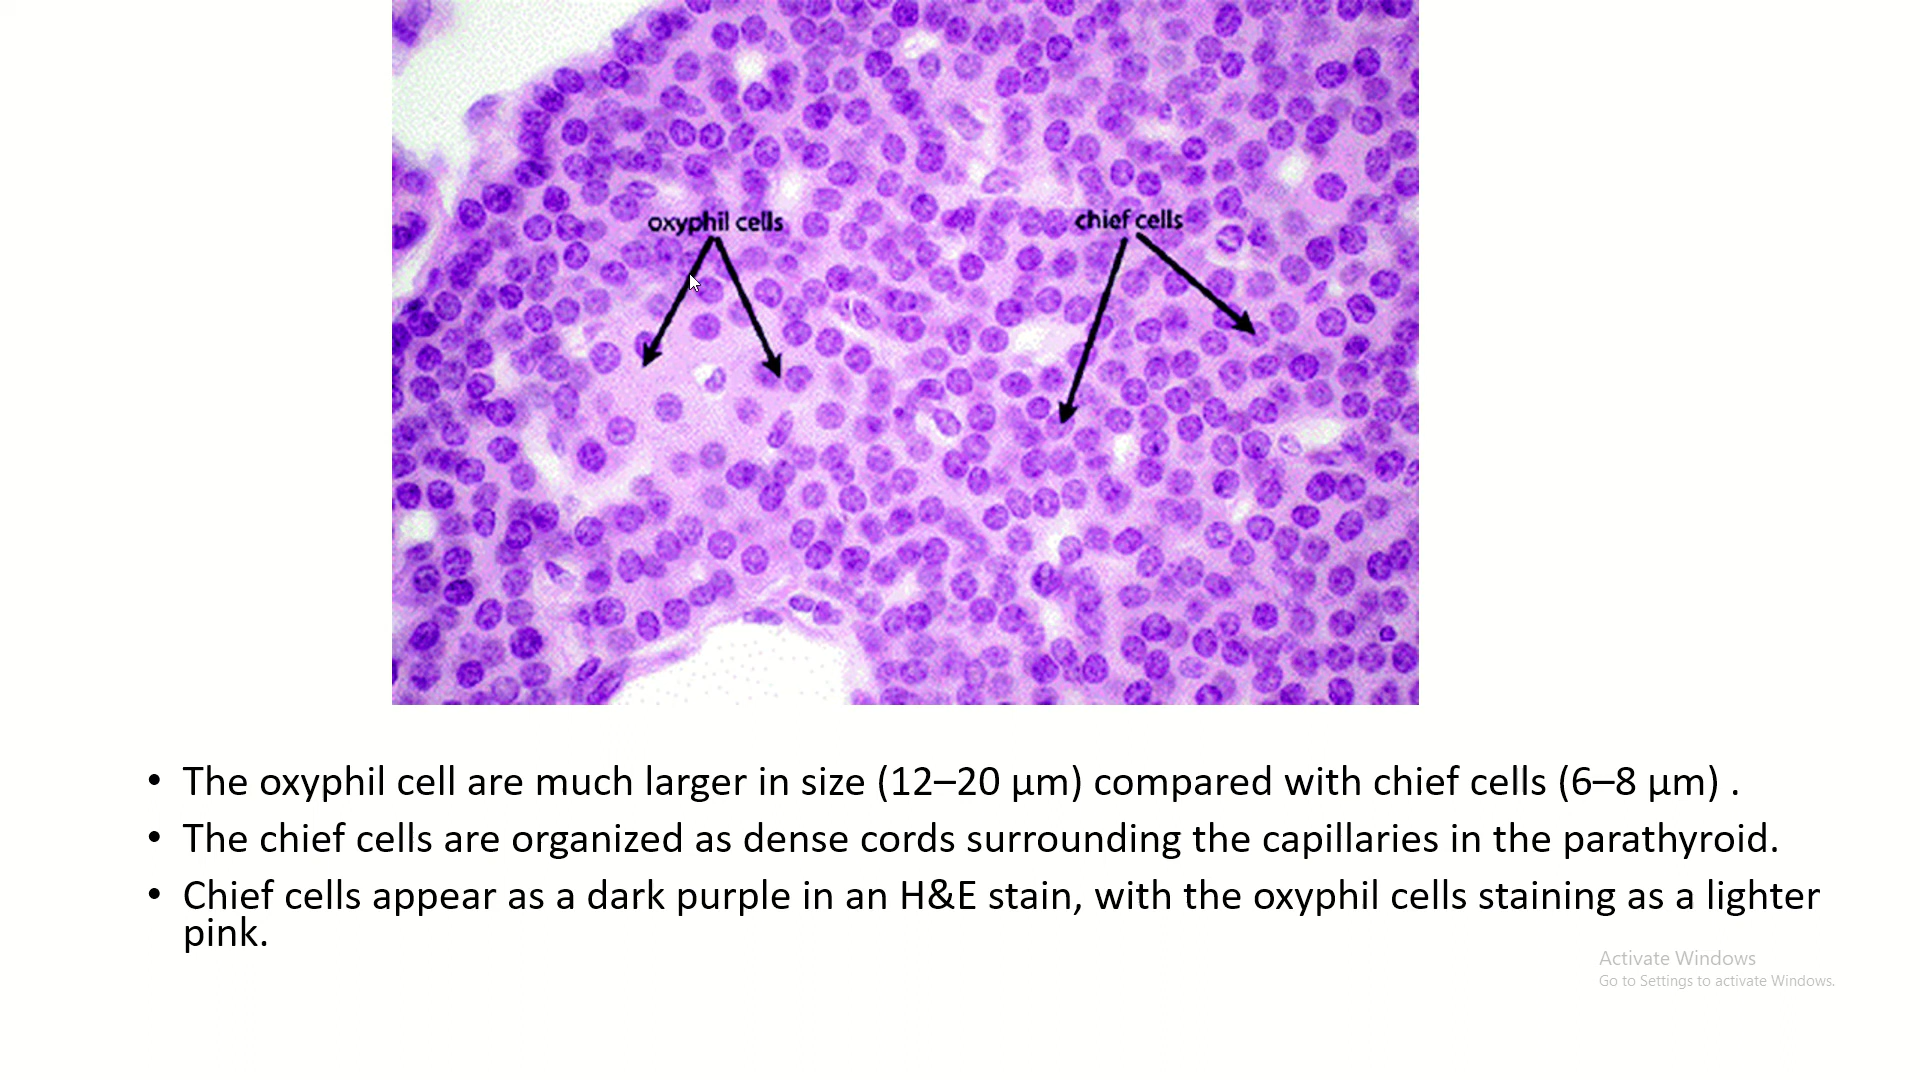 oxyphil cells
chief cells
• The oxyphil cell are much larger in size (12–20 μm) compared with chief cells (6–8 μm) .
• The chief cells are organized as dense cords surrounding the capillaries in the parathyroid.
• Chief cells appear as a dark purple in an H&E stain, with the oxyphil cells staining as a lighter
pink.
Activate Windows
Go to Settings to activate Windows.